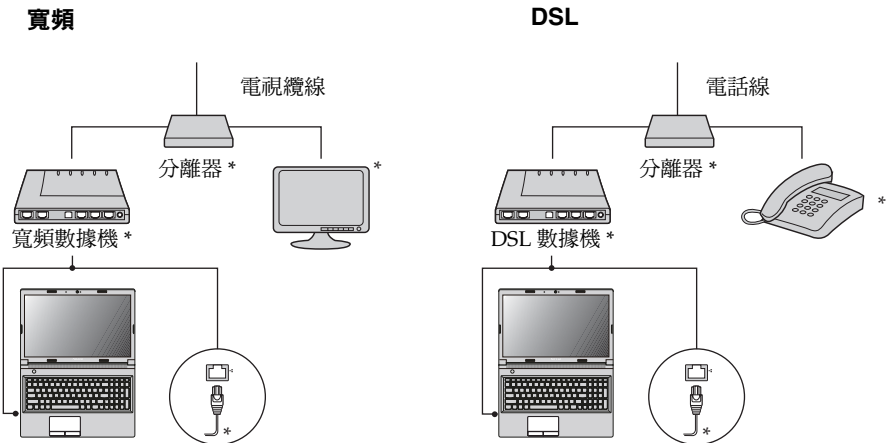 寬頻
電視纜線
分離器 *
*
寬頻數據機 *
*
DSL
電話線
分離器 *
*
DSL 數據機 *
*